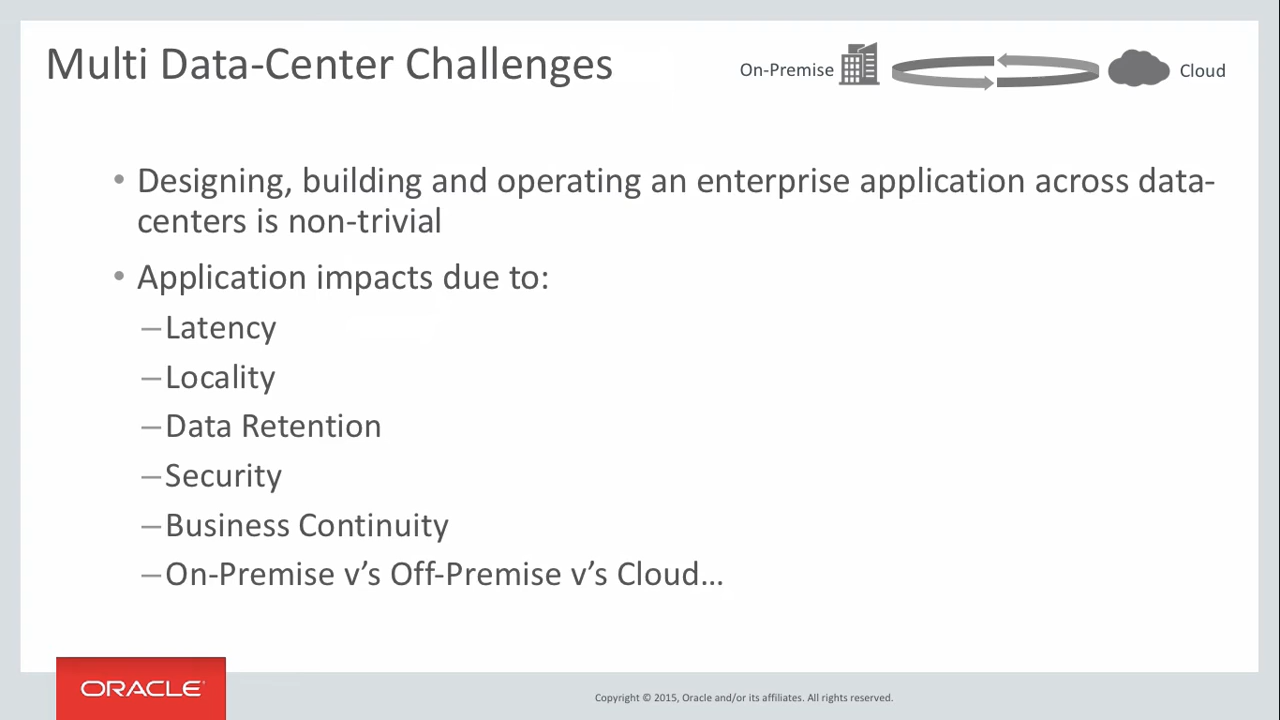 Multi Data-Center Challenges
On-Premise
Cloud
• Designing, building and operating an enterprise application across data-
centers is non-trivial
• Application impacts due to:
–Latency
–Locality
–Data Retention
–Security
–Business Continuity
–On-Premise v’s Off-Premise v’s Cloud…
ORACLE
Copyright © 2015, Oracle and/or its affiliates. All rights reserved.